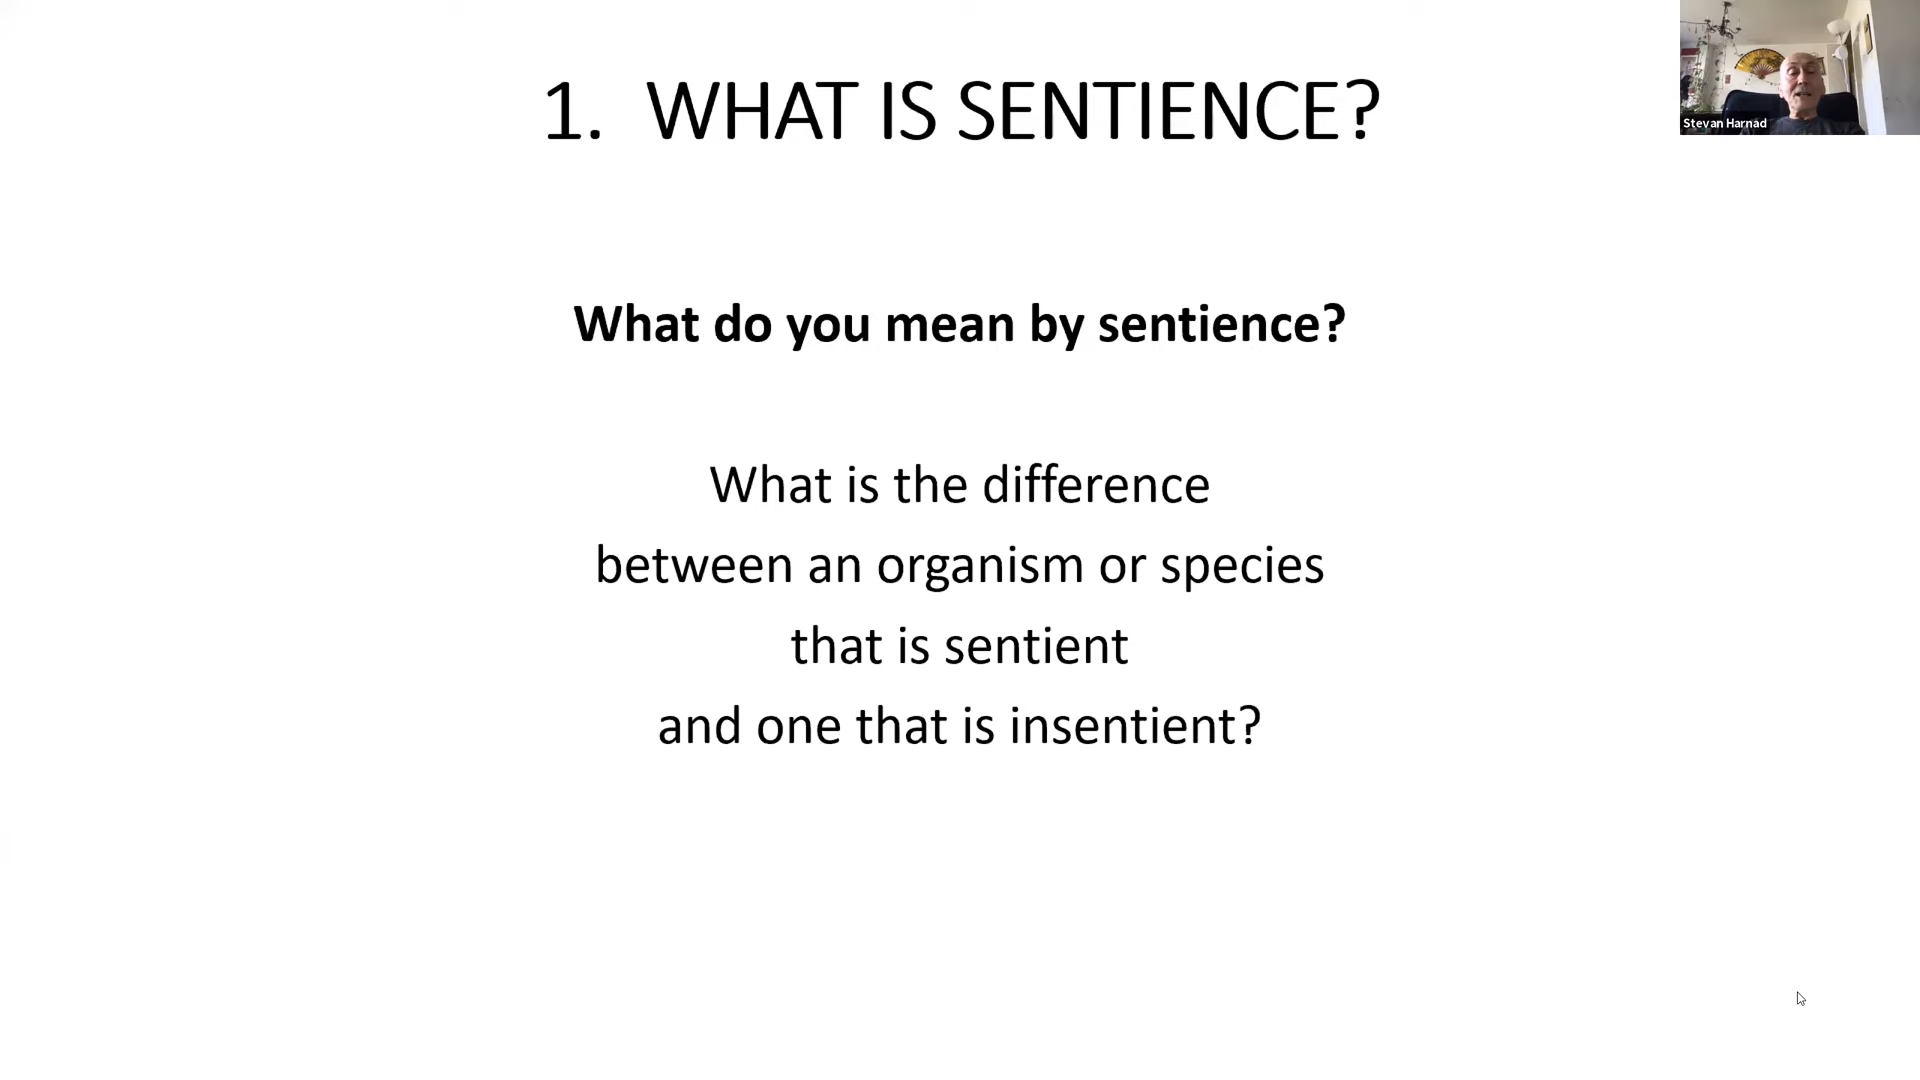 1. WHAT IS SENTIENCE?
Stevan Harnad
What do you mean by sentience?
What is the difference
between an organism or species
that is sentient
and one that is insentient?